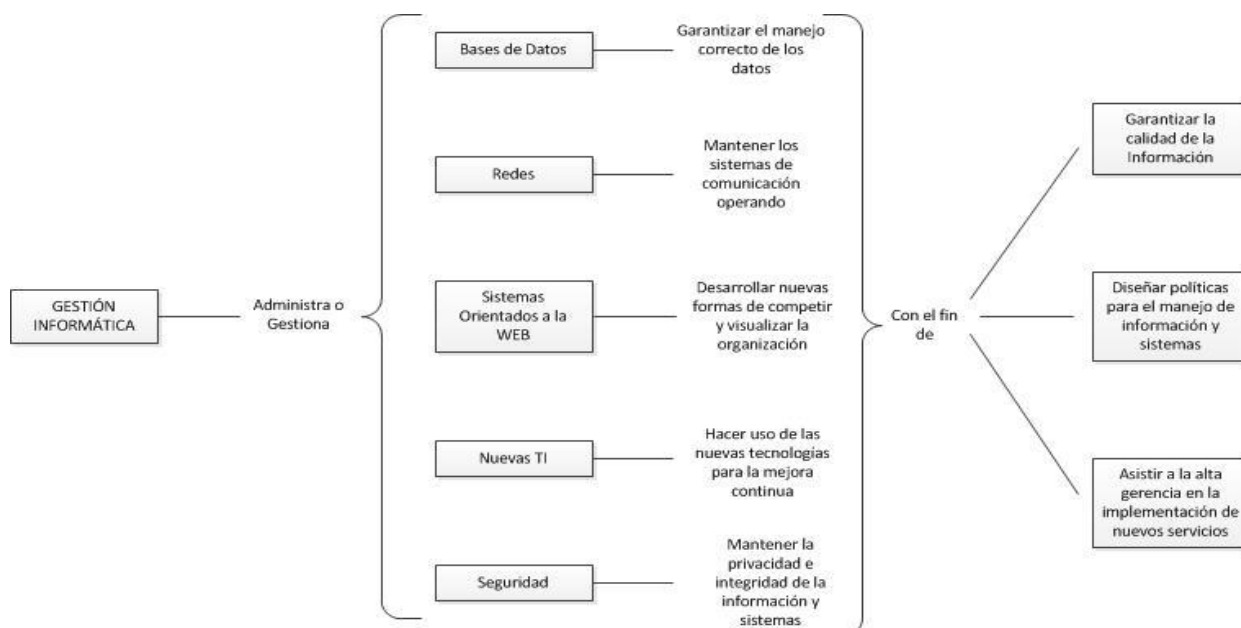 GESTIÓN
INFORMÁTICA
Administra o
Gestiona
Bases de Datos
Garantizar el manejo
correcto de los
datos
Redes
Mantener los
sistemas de
comunicación
operando
Sistemas
Orientados a la
WEB
Desarrollar nuevas
formas de competir
y visualizar la
organización
Nuevas TI
Hacer uso de las
nuevas tecnologías
para la mejora
continua
Seguridad
Mantener la
privacidad e
integridad de la
información y
sistemas
Con el fin
de
Garantizar la
calidad de la
Información
Diseñar políticas
para el manejo de
información y
sistemas
Asistir a la alta
gerencia en la
implementación de
nuevos servicios